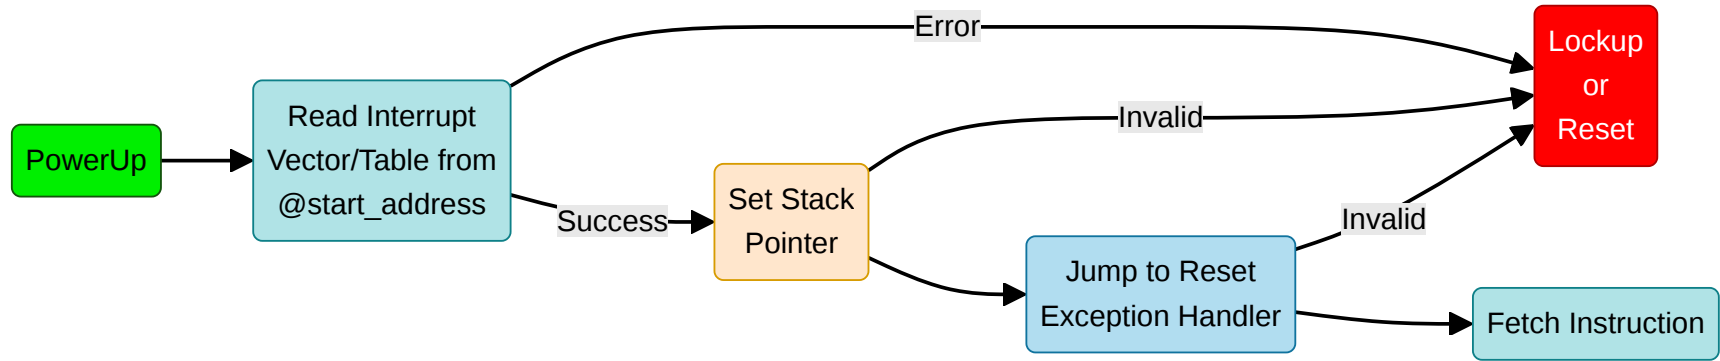 PowerUp
Read Interrupt
Vector/Table from
@start_address
Error
Success
Set Stack
Pointer
Invalid
Jump to Reset
Exception Handler
Invalid
Lockup
or
Reset
Fetch Instruction